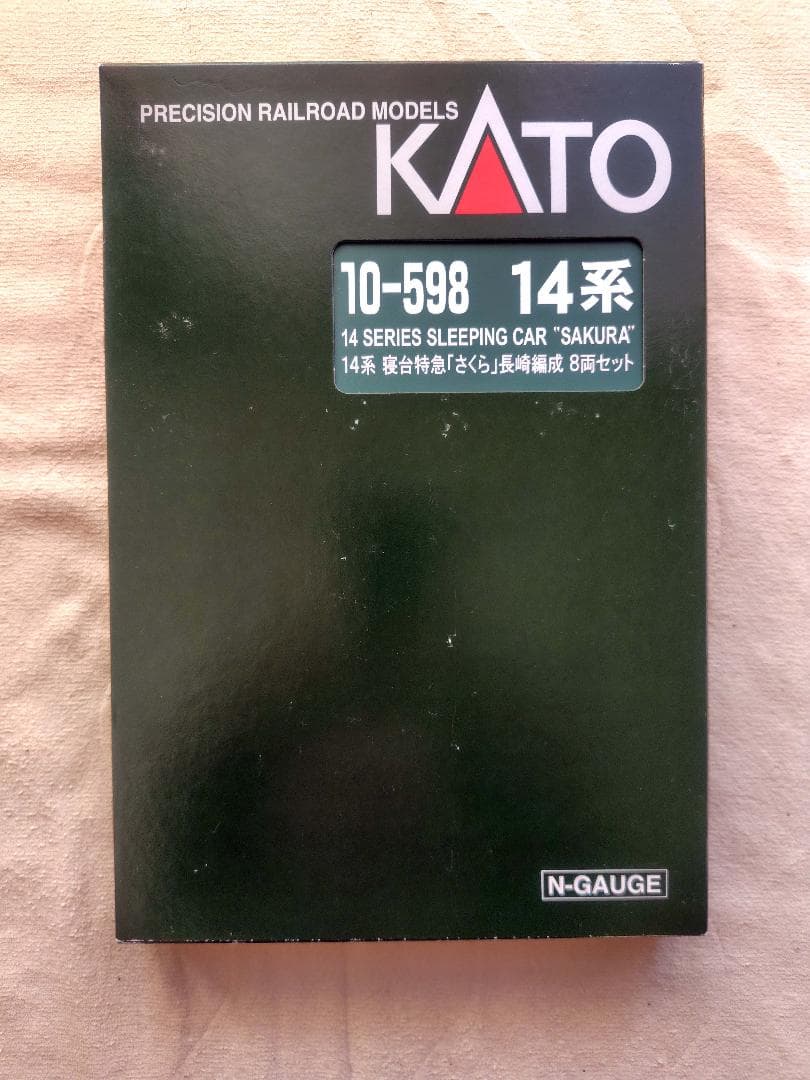 PRECISION RAILROAD MODELS
KATO
10-598 14系
14 SERIES SLEEPING CAR "SAKURA"
14系 寝台特急「さくら」長崎編成 8両セット
N-GAUGE